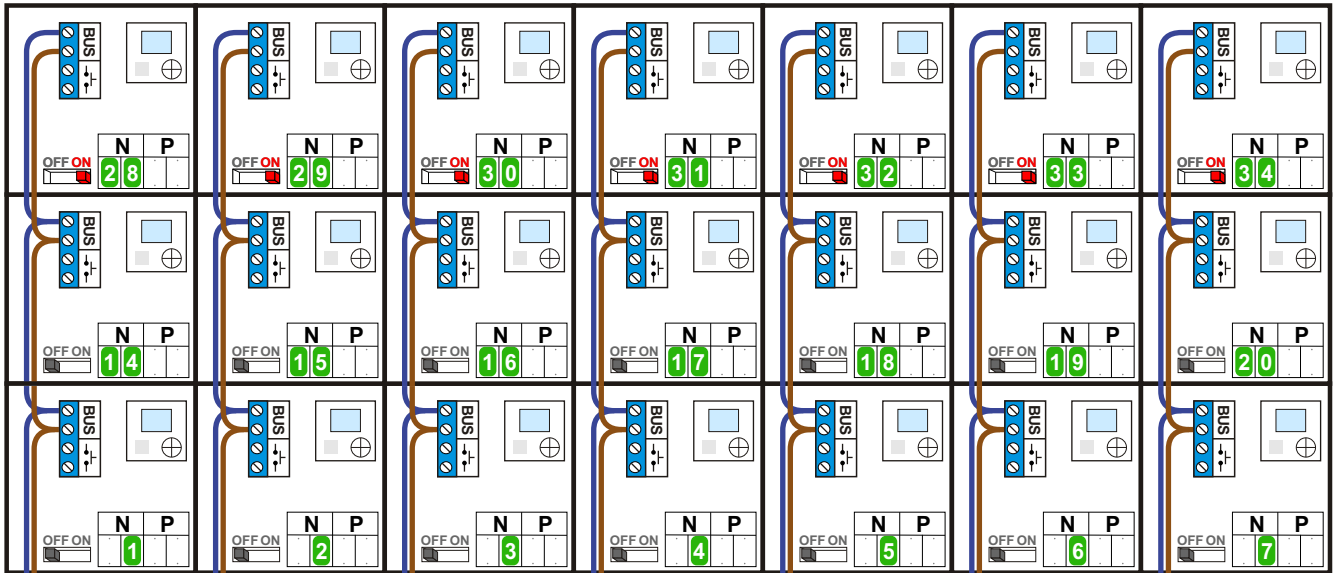 BUS BUS BUS BUS BUS BUS BUS
N P N P N P N P N P N P N P
OFF ON 28 OFF ON 29 OFF ON 30 OFF ON 31 OFF ON 32 OFF ON 33 OFF ON 34
BUS BUS BUS BUS BUS BUS BUS
N P N P N P N P N P N P N P
OFF ON 14 OFF ON 15 OFF ON 16 OFF ON 17 OFF ON 18 OFF ON 19 OFF ON 20
BUS BUS BUS BUS BUS BUS BUS
N P N P N P N P N P N P N P
OFF ON 1 OFF ON 2 OFF ON 3 OFF ON 4 OFF ON 5 OFF ON 6 OFF ON 7